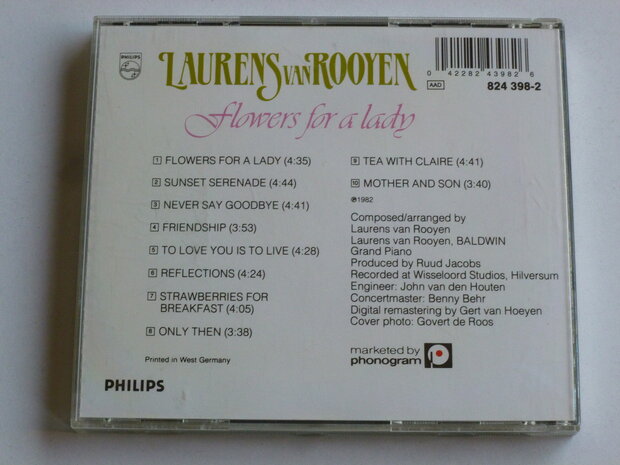 PHILIPS
LAURENS VAN ROOYEN
Flowers for a lady
0 42282 43982 6
AAD
824 398-2
1 FLOWERS FOR A LADY (4:35)
2 SUNSET SERENADE (4:44)
3 NEVER SAY GOODBYE (4:41)
4 FRIENDSHIP (3:53)
5 TO LOVE YOU IS TO LIVE (4:28)
6 REFLECTIONS (4:24)
7 STRAWBERRIES FOR
BREAKFAST (4:05)
8 ONLY THEN (3:38)
9 TEA WITH CLAIRE (4:41)
10 MOTHER AND SON (3:40)
℗1982
Composed/arranged by
Laurens van Rooyen
Laurens van Rooyen, BALDWIN
Grand Piano
Produced by Ruud Jacobs
Recorded at Wisseloord Studios, Hilversum
Engineer: John van den Houten
Concertmaster: Benny Behr
Digital remastering by Gert van Hoeyen
Cover photo: Govert de Roos
Printed in West Germany
marketed by
phonogram
PHILIPS